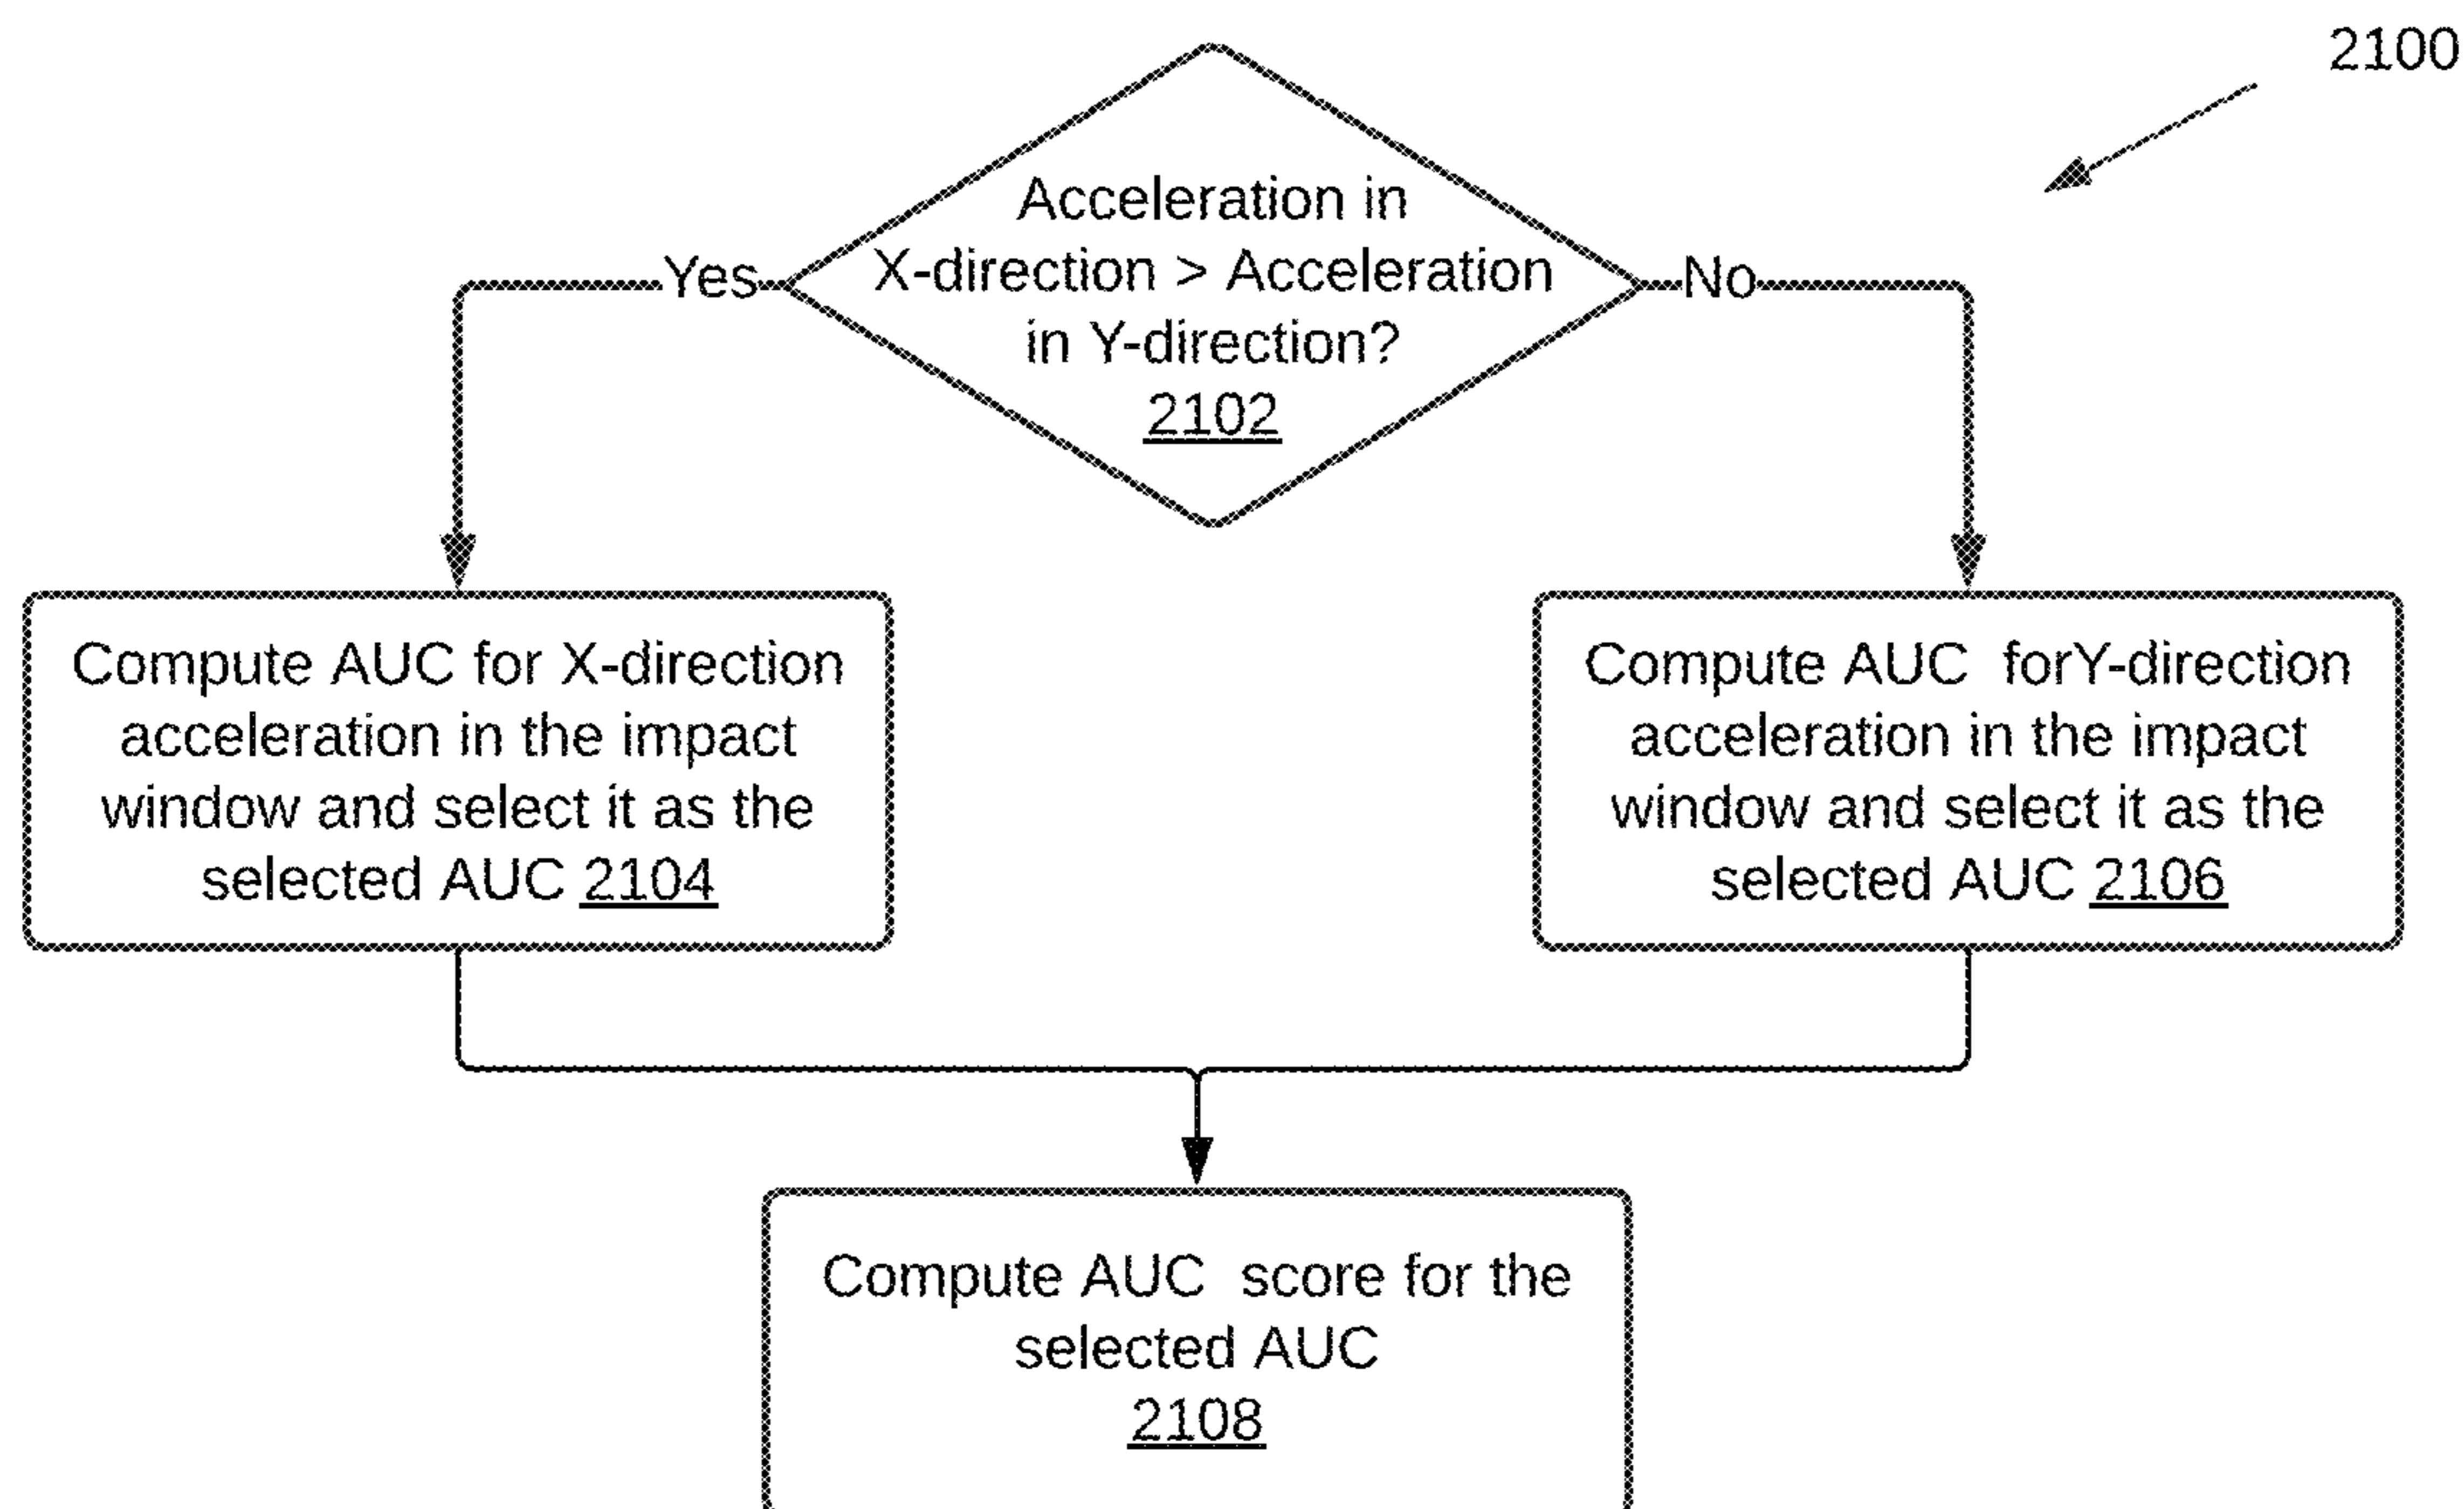 2100
Acceleration in
X-direction > Acceleration
in Y-direction?
2102
Yes
No
Compute AUC for X-direction
acceleration in the impact
window and select it as the
selected AUC 2104
Compute AUC  forY-direction
acceleration in the impact
window and select it as the
selected AUC 2106
Compute AUC  score for the
selected AUC
2108